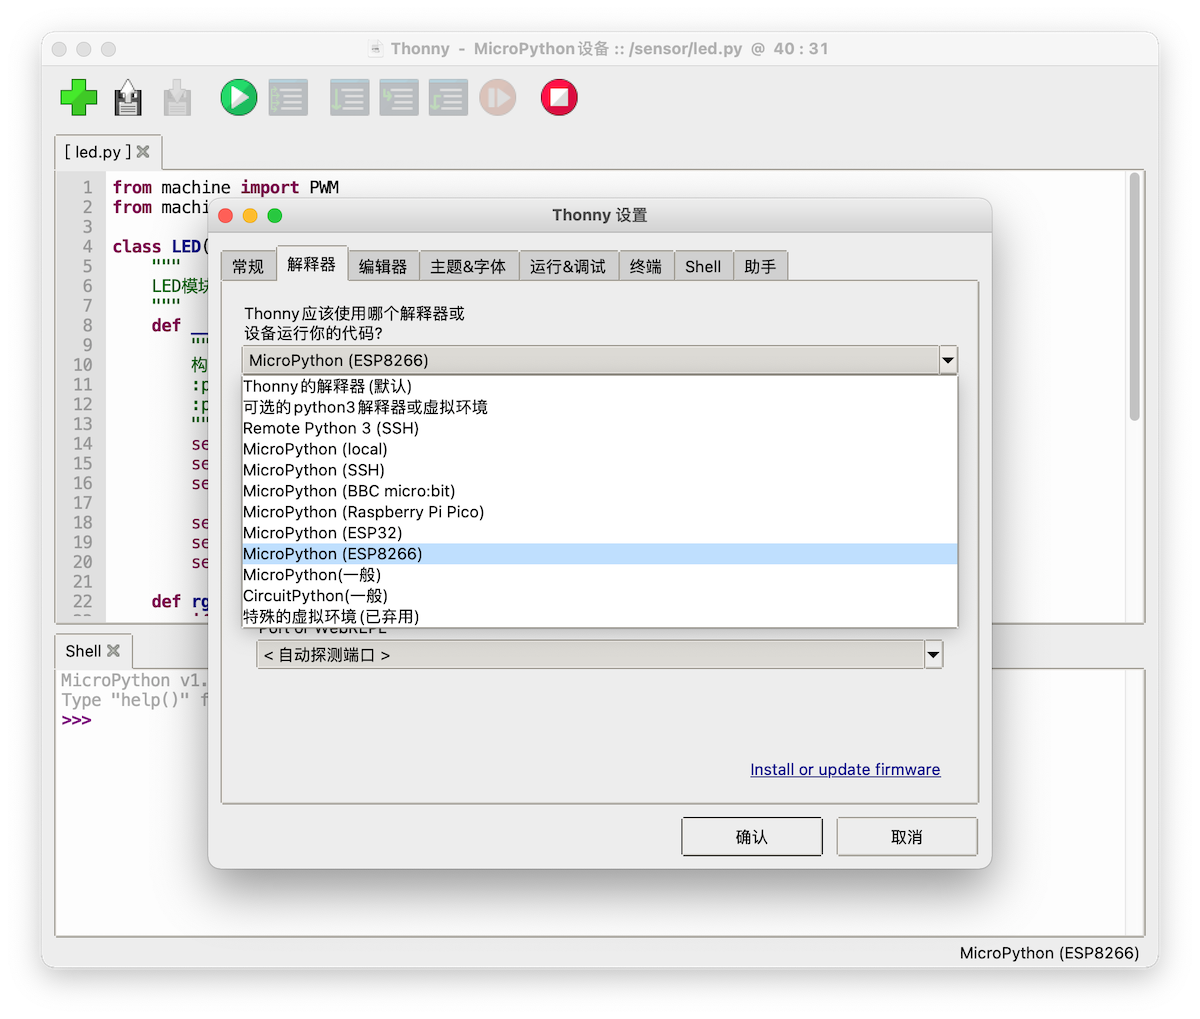 Thonny - MicroPython设备 :: /sensor/led.py @ 40 : 31
[ led.py ]
1 from machine import PWM
2 from machi
3
4 class LED(
5 """
6 LED模块
7 """
8 def __
9 """
10 构
11 :p
12 :p
13 ""
14 se
15 se
16 se
17
18 se
19 se
20 se
21
22 def rg
Thonny 设置
常规 解释器 编辑器 主题&字体 运行&调试 终端 Shell 助手
Thonny应该使用哪个解释器或
设备运行你的代码?
MicroPython (ESP8266)
Thonny的解释器 (默认)
可选的python3解释器或虚拟环境
Remote Python 3 (SSH)
MicroPython (local)
MicroPython (SSH)
MicroPython (BBC micro:bit)
MicroPython (Raspberry Pi Pico)
MicroPython (ESP32)
MicroPython (ESP8266)
MicroPython(一般)
CircuitPython(一般)
特殊的虚拟环境 (已弃用)
Port or WebREPL
< 自动探测端口 >
Install or update firmware
确认 取消
Shell
MicroPython v1.
Type "help()" f
>>>
MicroPython (ESP8266)